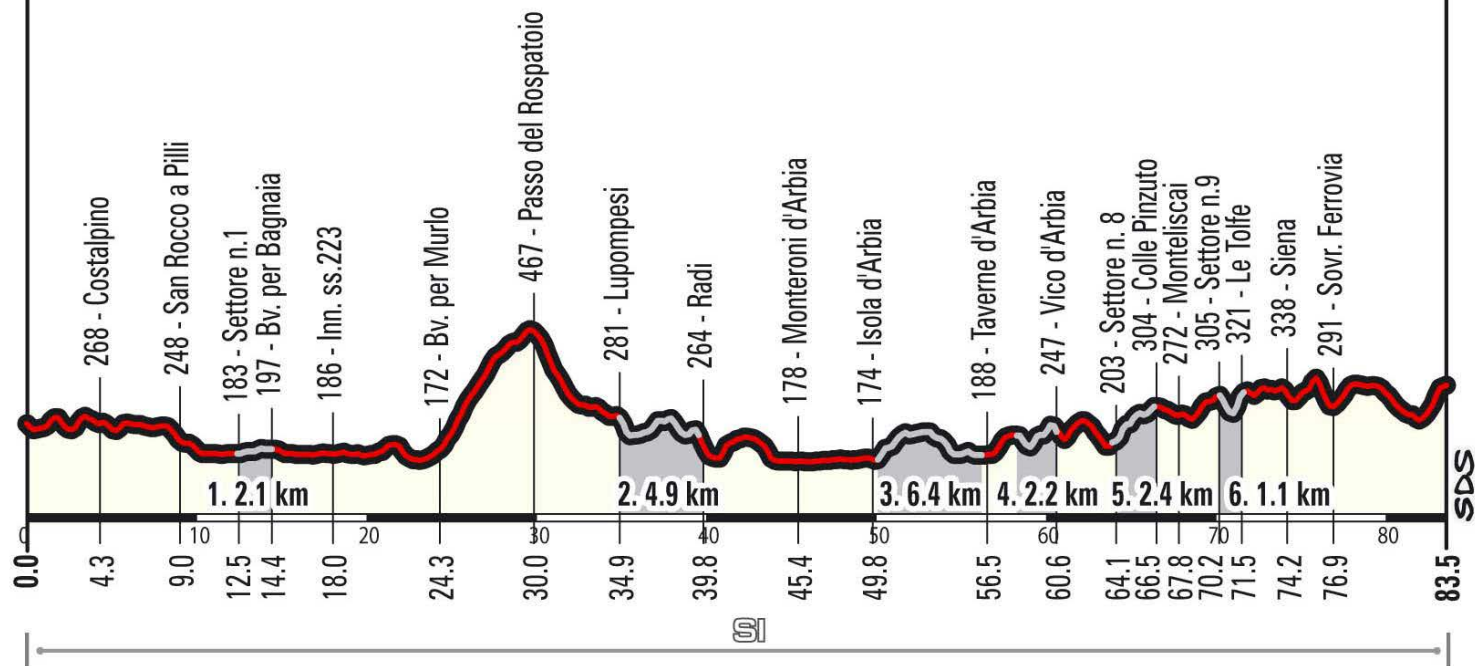 268 - Costalpino
248 - San Rocco a Pilli
183 - Settore n.1
197 - Bv. per Bagnaia
186 - Inn. ss.223
172 - Bv. per Murlo
467 - Passo del Rospatoio
281 - Lupompesi
264 - Radi
178 - Monteroni d'Arbia
174 - Isola d'Arbia
188 - Taverne d'Arbia
247 - Vico d'Arbia
203 - Settore n. 8
304 - Colle Pinzuto
272 - Monteliscai
305 - Settore n.9
321 - Le Tolfe
338 - Siena
291 - Sovr. Ferrovia
1. 2.1 km
2. 4.9 km
3. 6.4 km
4. 2.2 km
5. 2.4 km
6. 1.1 km
SDS
0 10 20 30 40 50 60 70 80
0.0 4.3 9.0 12.5 14.4 18.0 24.3 30.0 34.9 39.8 45.4 49.8 56.5 60.6 64.1 66.5 67.8 70.2 71.5 74.2 76.9 83.5
SI